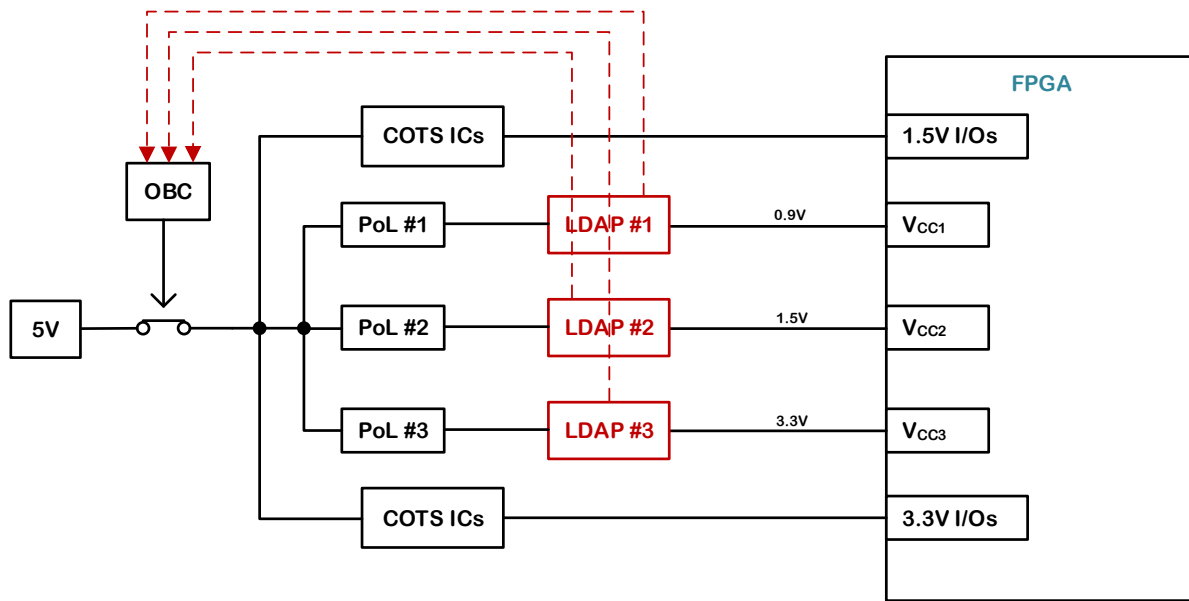 FPGA
COTS ICs
1.5V I/Os
OBC
PoL #1
LDAP #1
0.9V
VCC1
5V
PoL #2
LDAP #2
1.5V
VCC2
PoL #3
LDAP #3
3.3V
VCC3
COTS ICs
3.3V I/Os